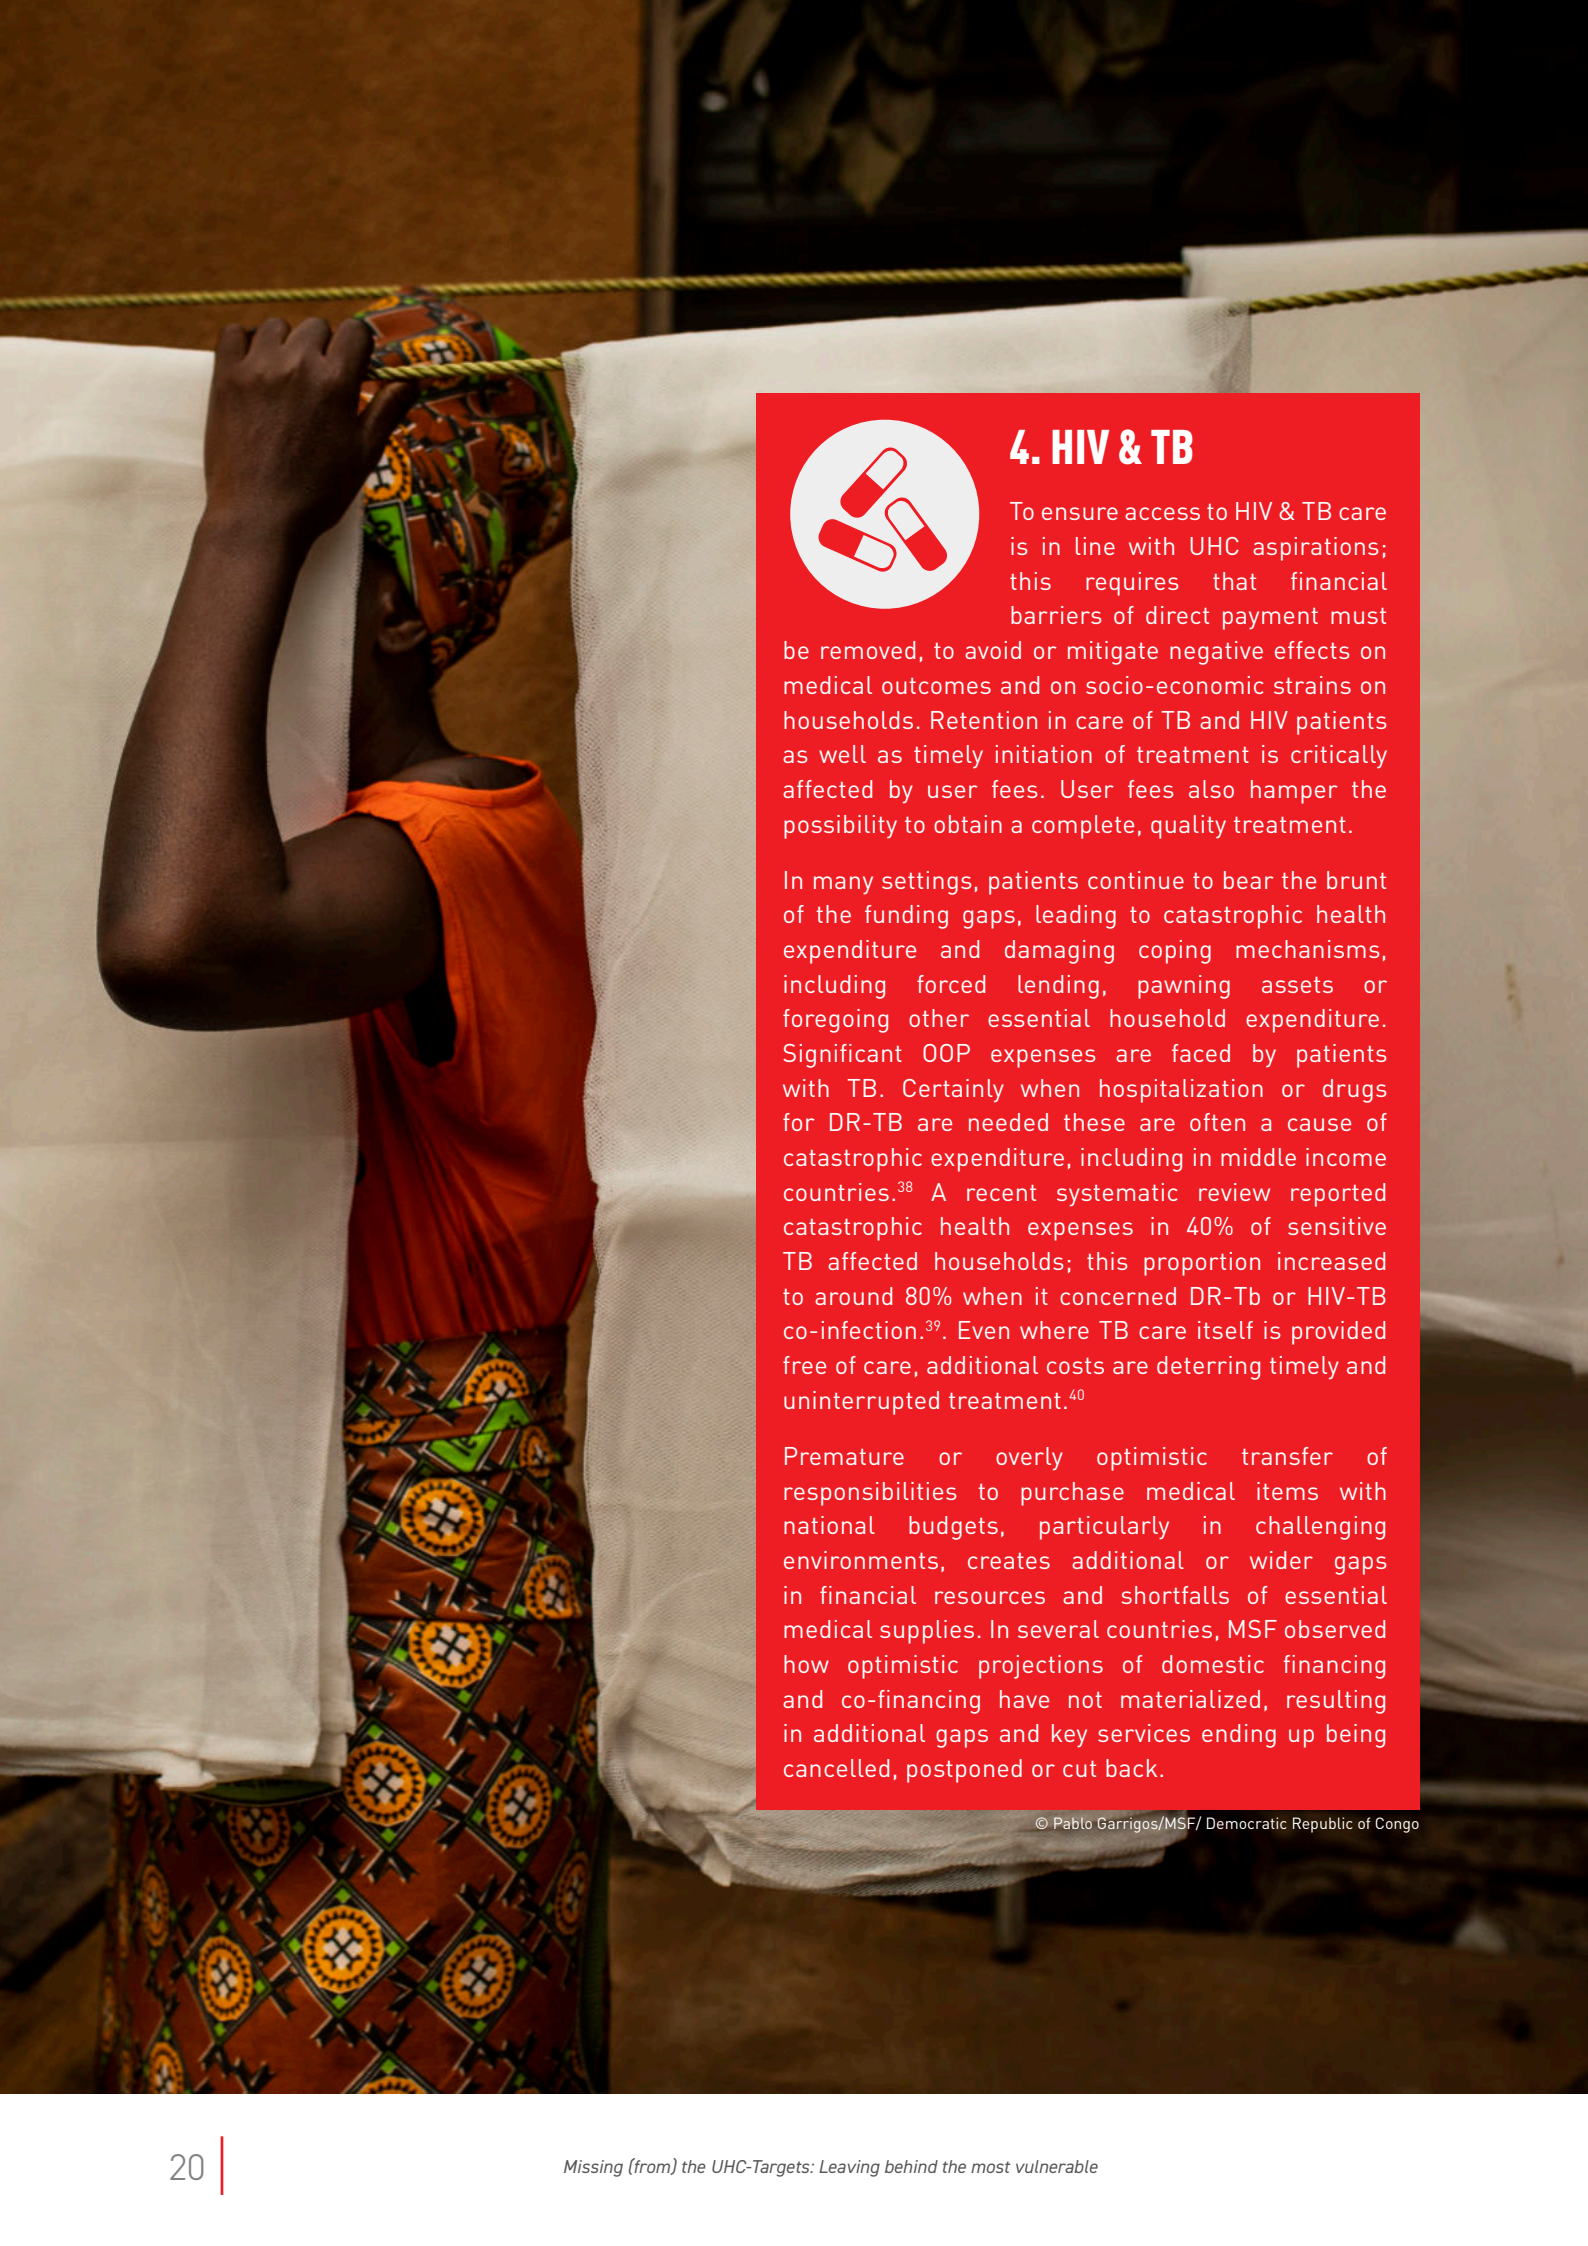 4. HIV & TB
To ensure access to HIV & TB care
is in line with UHC aspirations;
this requires that financial
barriers of direct payment must
be removed, to avoid or mitigate negative effects on
medical outcomes and on socio-economic strains on
households. Retention in care of TB and HIV patients
as well as timely initiation of treatment is critically
affected by user fees. User fees also hamper the
possibility to obtain a complete, quality treatment.
In many settings, patients continue to bear the brunt
of the funding gaps, leading to catastrophic health
expenditure and damaging coping mechanisms,
including forced lending, pawning assets or
foregoing other essential household expenditure.
Significant OOP expenses are faced by patients
with TB. Certainly when hospitalization or drugs
for DR-TB are needed these are often a cause of
catastrophic expenditure, including in middle income
countries.³⁸ A recent systematic review reported
catastrophic health expenses in 40% of sensitive
TB affected households; this proportion increased
to around 80% when it concerned DR-Tb or HIV-TB
co-infection.³⁹. Even where TB care itself is provided
free of care, additional costs are deterring timely and
uninterrupted treatment.⁴⁰
Premature or overly optimistic transfer of
responsibilities to purchase medical items with
national budgets, particularly in challenging
environments, creates additional or wider gaps
in financial resources and shortfalls of essential
medical supplies. In several countries, MSF observed
how optimistic projections of domestic financing
and co-financing have not materialized, resulting
in additional gaps and key services ending up being
cancelled, postponed or cut back.
© Pablo Garrigos/MSF/ Democratic Republic of Congo
20
Missing (from) the UHC-Targets: Leaving behind the most vulnerable